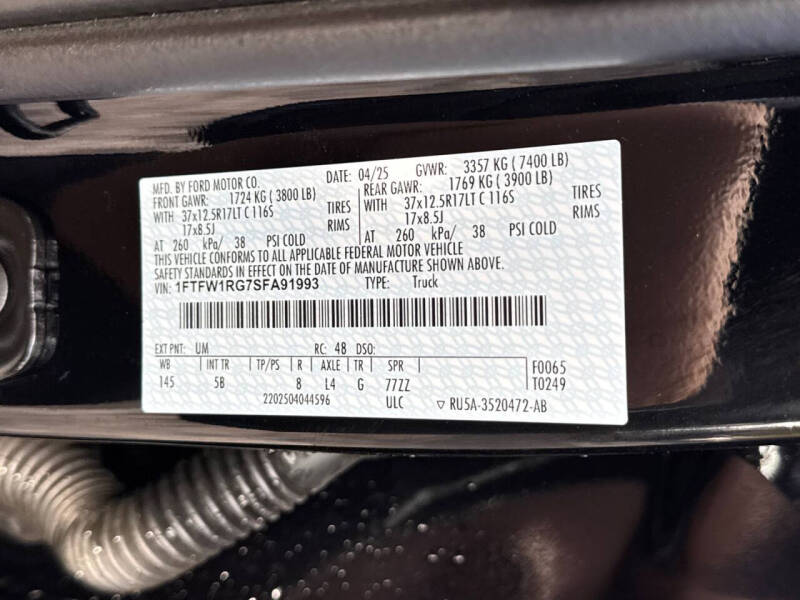 MFD. BY FORD MOTOR CO. DATE: 04/25 GVWR: 3357 KG ( 7400 LB)
FRONT GAWR: 1724 KG ( 3800 LB) REAR GAWR: 1769 KG ( 3900 LB)
WITH 37x12.5R17LT C 116S TIRES WITH 37x12.5R17LT C 116S TIRES
17x8.5J RIMS 17x8.5J RIMS
AT 260 kPa/ 38 PSI COLD AT 260 kPa/ 38 PSI COLD
THIS VEHICLE CONFORMS TO ALL APPLICABLE FEDERAL MOTOR VEHICLE
SAFETY STANDARDS IN EFFECT ON THE DATE OF MANUFACTURE SHOWN ABOVE.
VIN: 1FTFW1RG7SFA91993 TYPE: Truck
EXT PNT: UM RC: 48 DSO:
WB INT TR TP/PS R AXLE TR SPR F0065
145 5B 8 L4 G 77ZZ T0249
2202504044596 ULC ▽ RU5A-3520472-AB